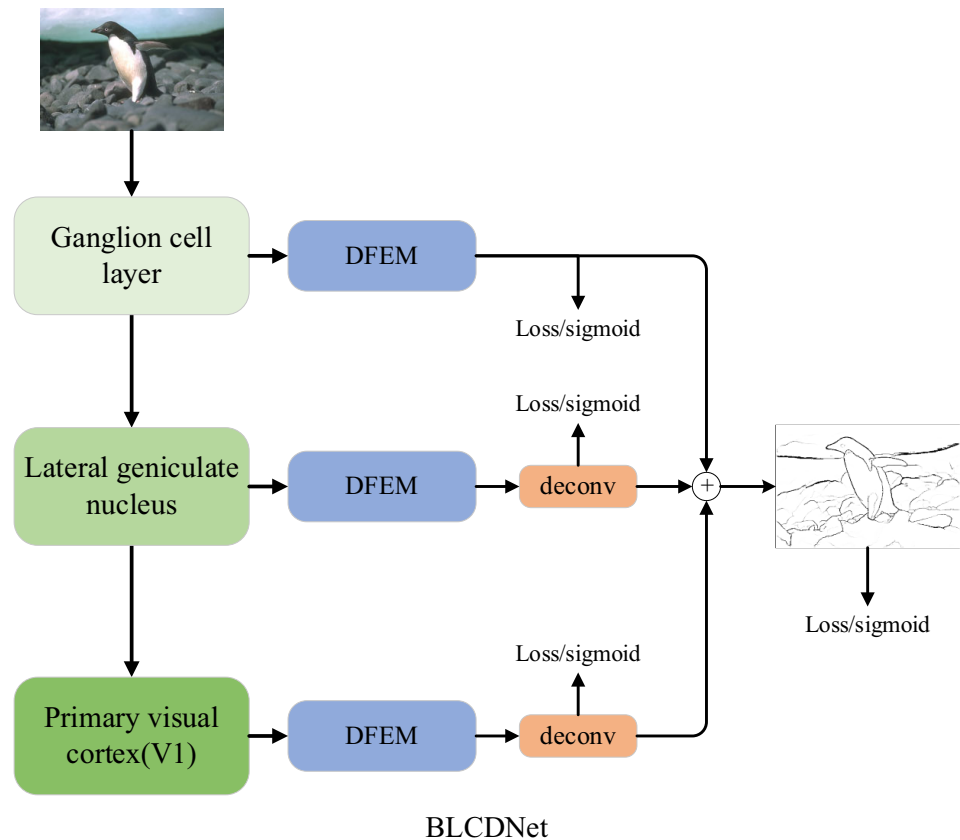 Ganglion cell
layer
DFEM
Loss/sigmoid
Loss/sigmoid
Lateral geniculate
nucleus
DFEM
deconv
+
Loss/sigmoid
Loss/sigmoid
Primary visual
cortex(V1)
DFEM
deconv
BLCDNet